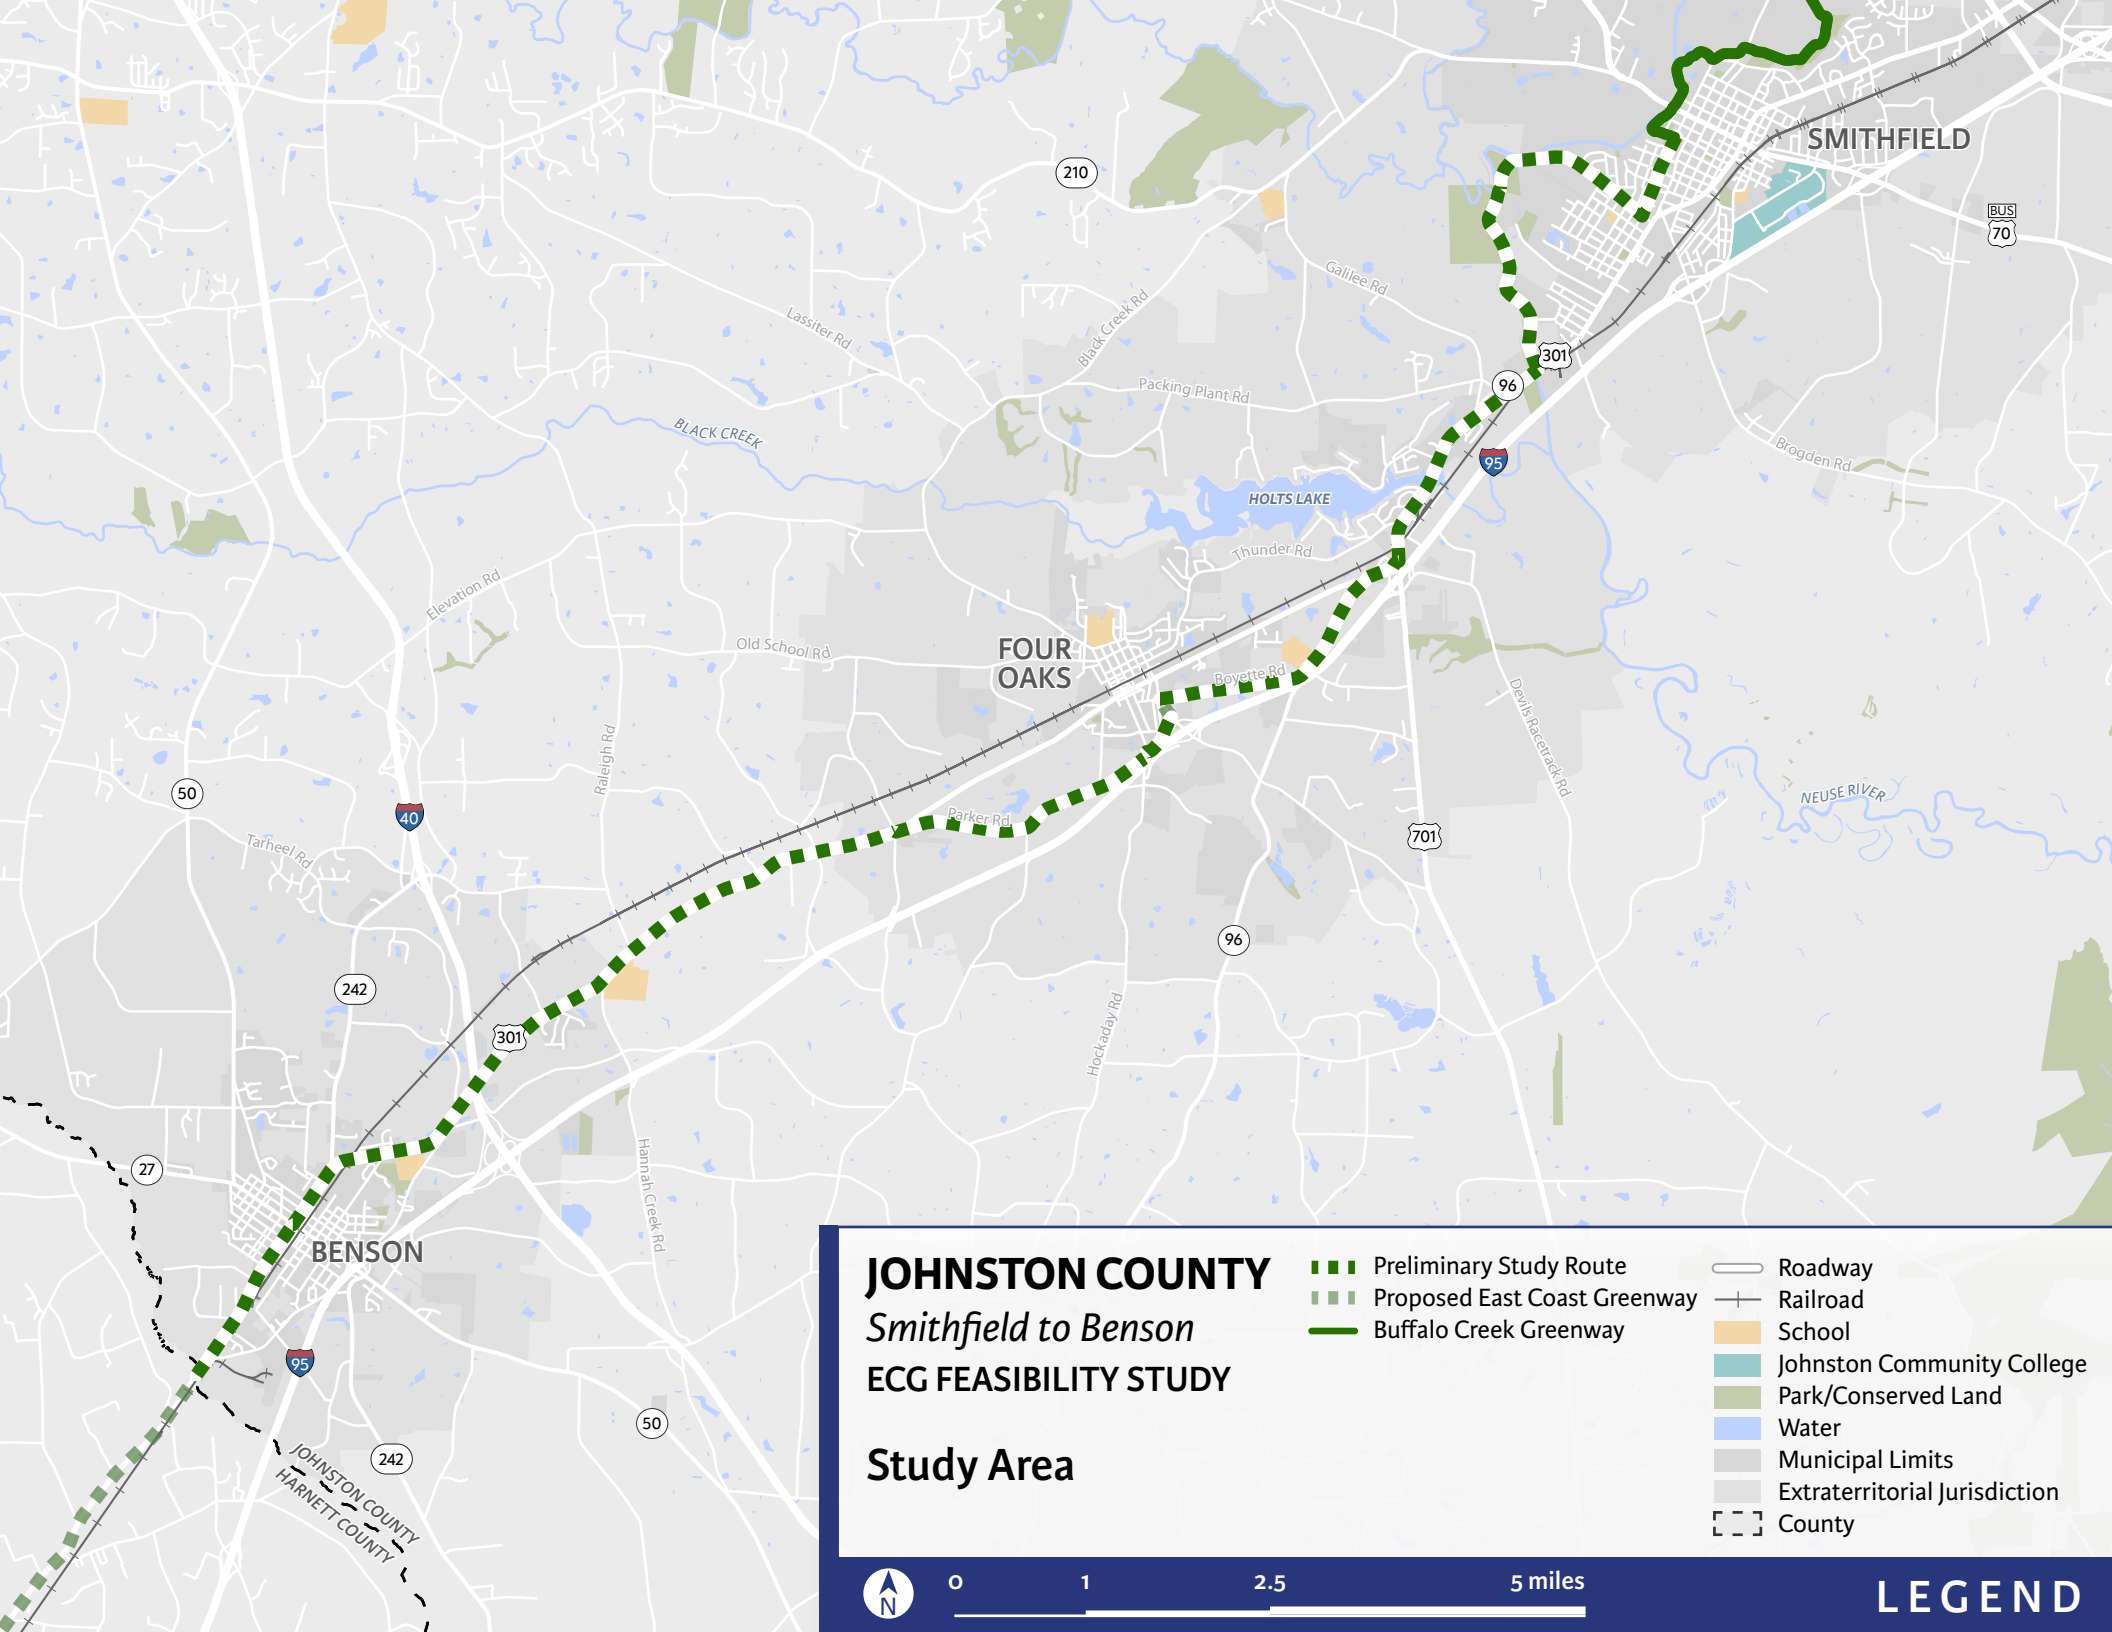 SMITHFIELD
210
BUS
70
Galilee Rd
Lassiter Rd
Black Creek Rd
301
Packing Plant Rd
96
BLACK CREEK
Brogden Rd
95
HOLTS LAKE
Thunder Rd
Elevation Rd
Old School Rd
FOUR
OAKS
Boyette Rd
Devils Racetrack Rd
Raleigh Rd
50
40
NEUSE RIVER
Parker Rd
701
Tarheel Rd
96
242
301
Hockaday Rd
27
Hannah Creek Rd
BENSON
95
50
242
JOHNSTON COUNTY
HARNETT COUNTY
JOHNSTON COUNTY
Smithfield to Benson
ECG FEASIBILITY STUDY
Study Area
Preliminary Study Route
Proposed East Coast Greenway
Buffalo Creek Greenway
Roadway
Railroad
School
Johnston Community College
Park/Conserved Land
Water
Municipal Limits
Extraterritorial Jurisdiction
County
N
0 1 2.5 5 miles
LEGEND